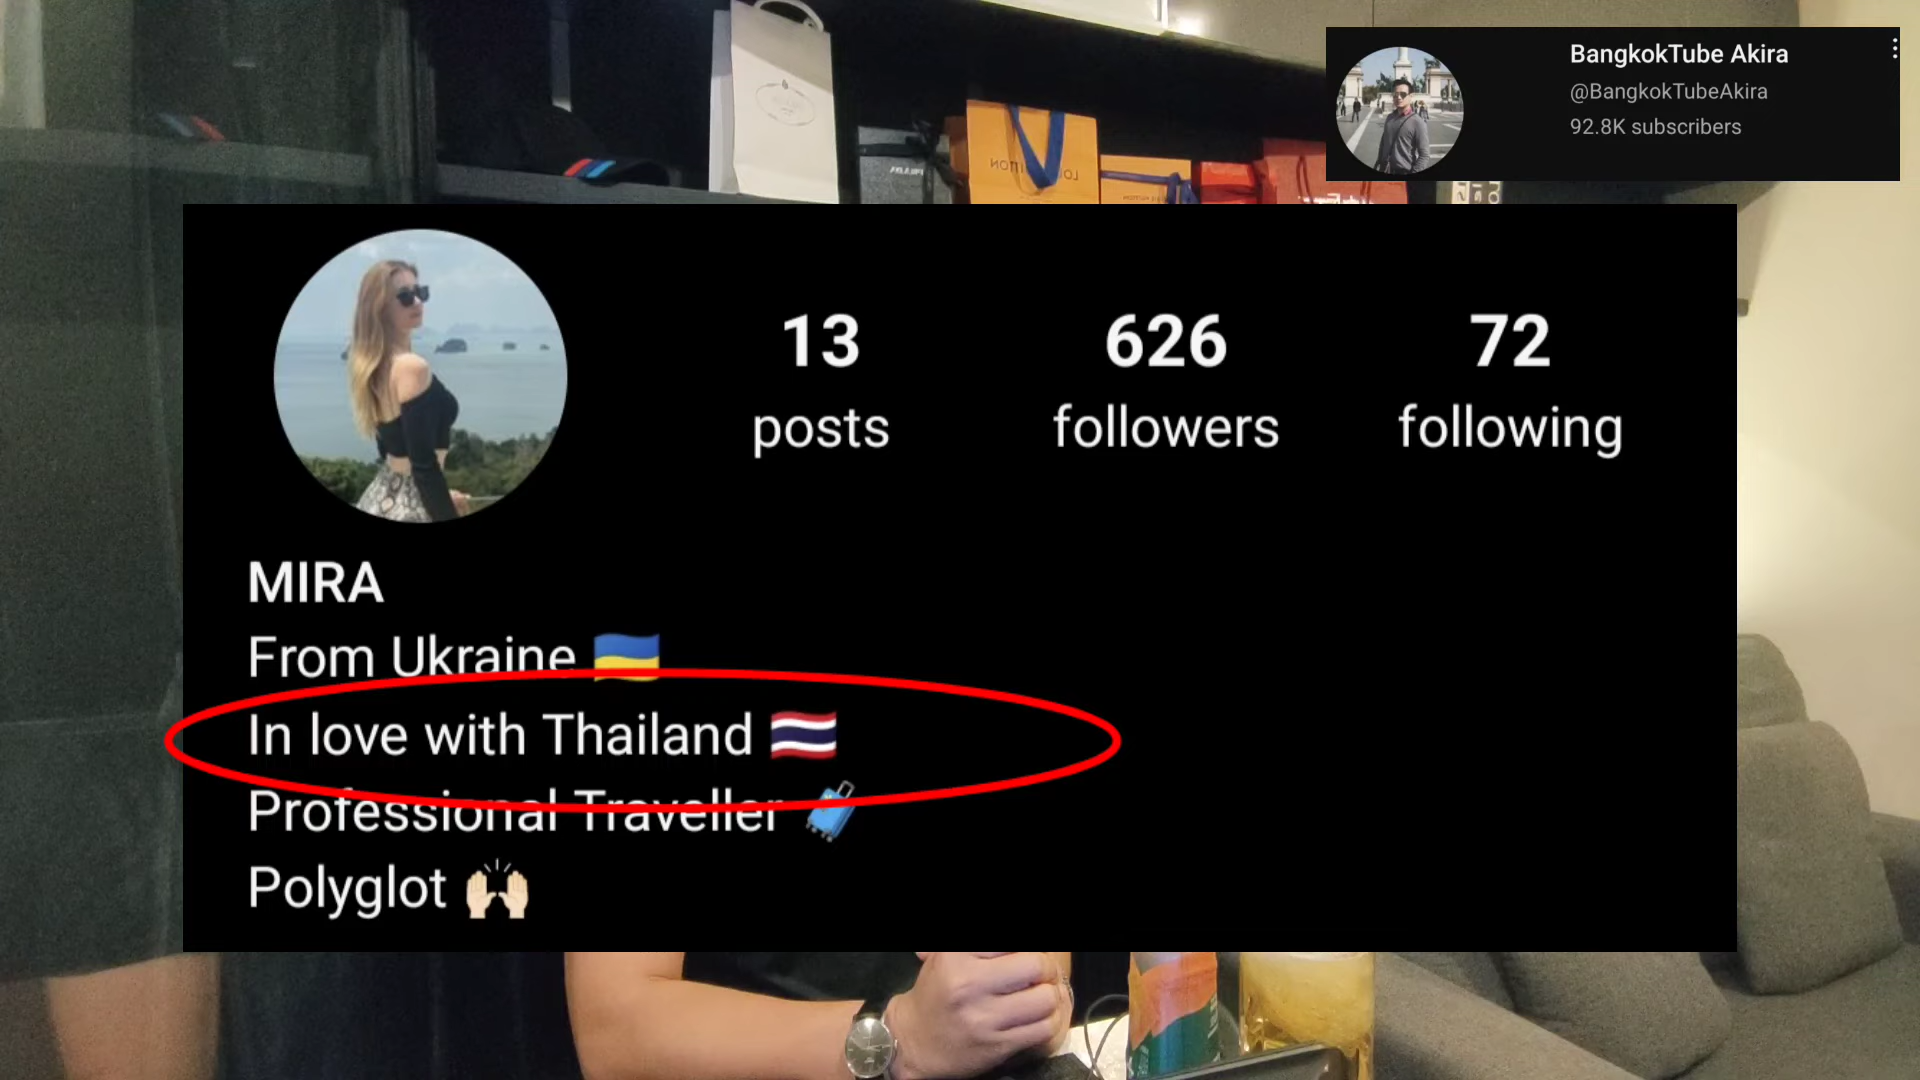 BangkokTube Akira
@BangkokTubeAkira
92.8K subscribers
PRADA
13
posts
626
followers
72
following
MIRA
From Ukraine 🇺🇦
In love with Thailand 🇹🇭
Professional Traveller 🧳
Polyglot 🙌🏻